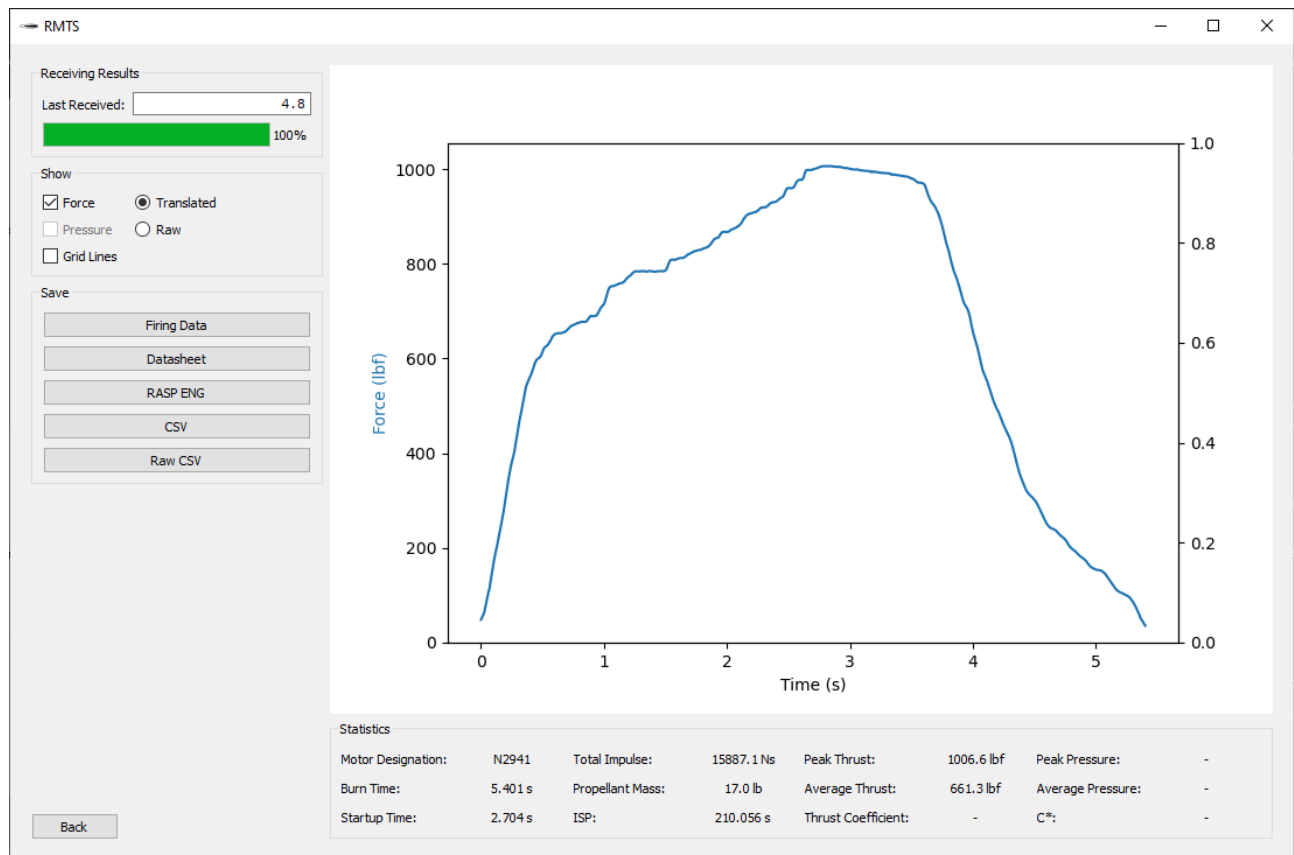 RMTS
Receiving Results
Last Received: 4.8
100%
Show
Force Translated
Pressure Raw
Grid Lines
Save
Firing Data
Datasheet
RASP ENG
CSV
Raw CSV
Back
Force (lbf)
1000
800
600
400
200
0
1.0
0.8
0.6
0.4
0.2
0.0
0 1 2 3 4 5
Time (s)
Statistics
Motor Designation: N2941 Total Impulse: 15887.1 Ns Peak Thrust: 1006.6 lbf Peak Pressure: -
Burn Time: 5.401 s Propellant Mass: 17.0 lb Average Thrust: 661.3 lbf Average Pressure: -
Startup Time: 2.704 s ISP: 210.056 s Thrust Coefficient: - C*: -